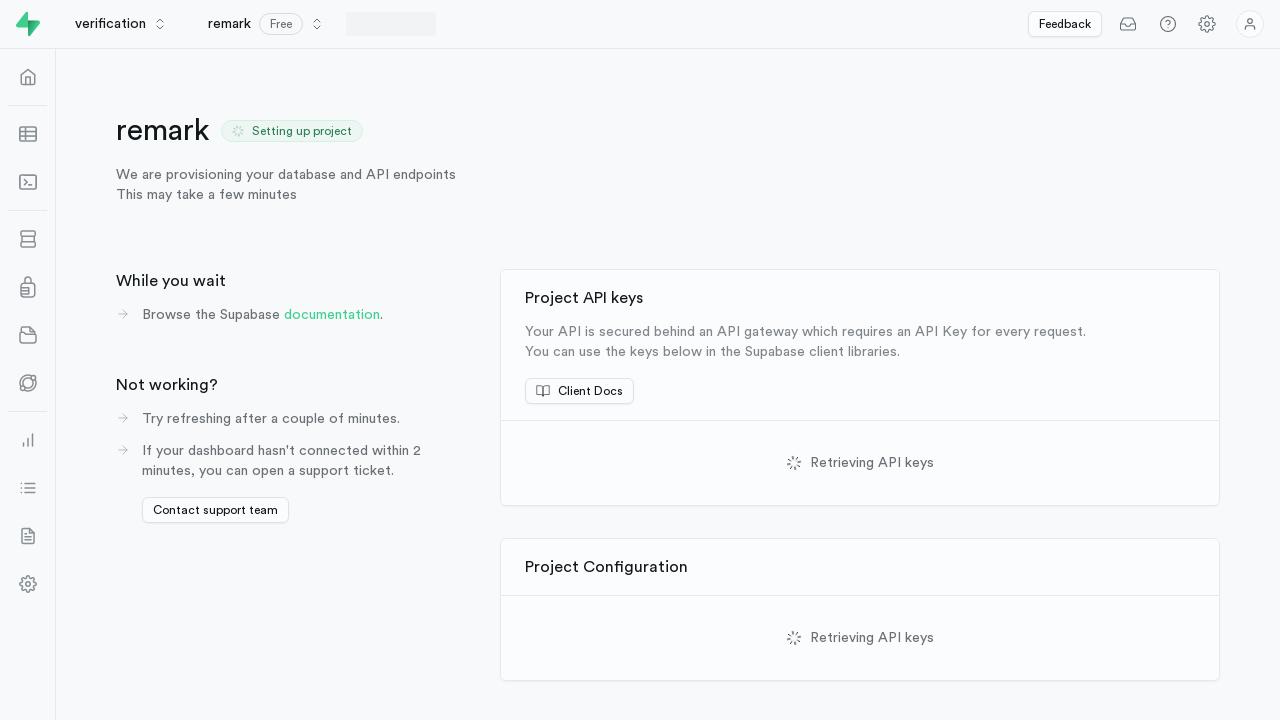 verification
remark Free
Feedback
remark
Setting up project
We are provisioning your database and API endpoints
This may take a few minutes
While you wait
Browse the Supabase documentation.
Not working?
Try refreshing after a couple of minutes.
If your dashboard hasn't connected within 2
minutes, you can open a support ticket.
Contact support team
Project API keys
Your API is secured behind an API gateway which requires an API Key for every request.
You can use the keys below in the Supabase client libraries.
Client Docs
Retrieving API keys
Project Configuration
Retrieving API keys